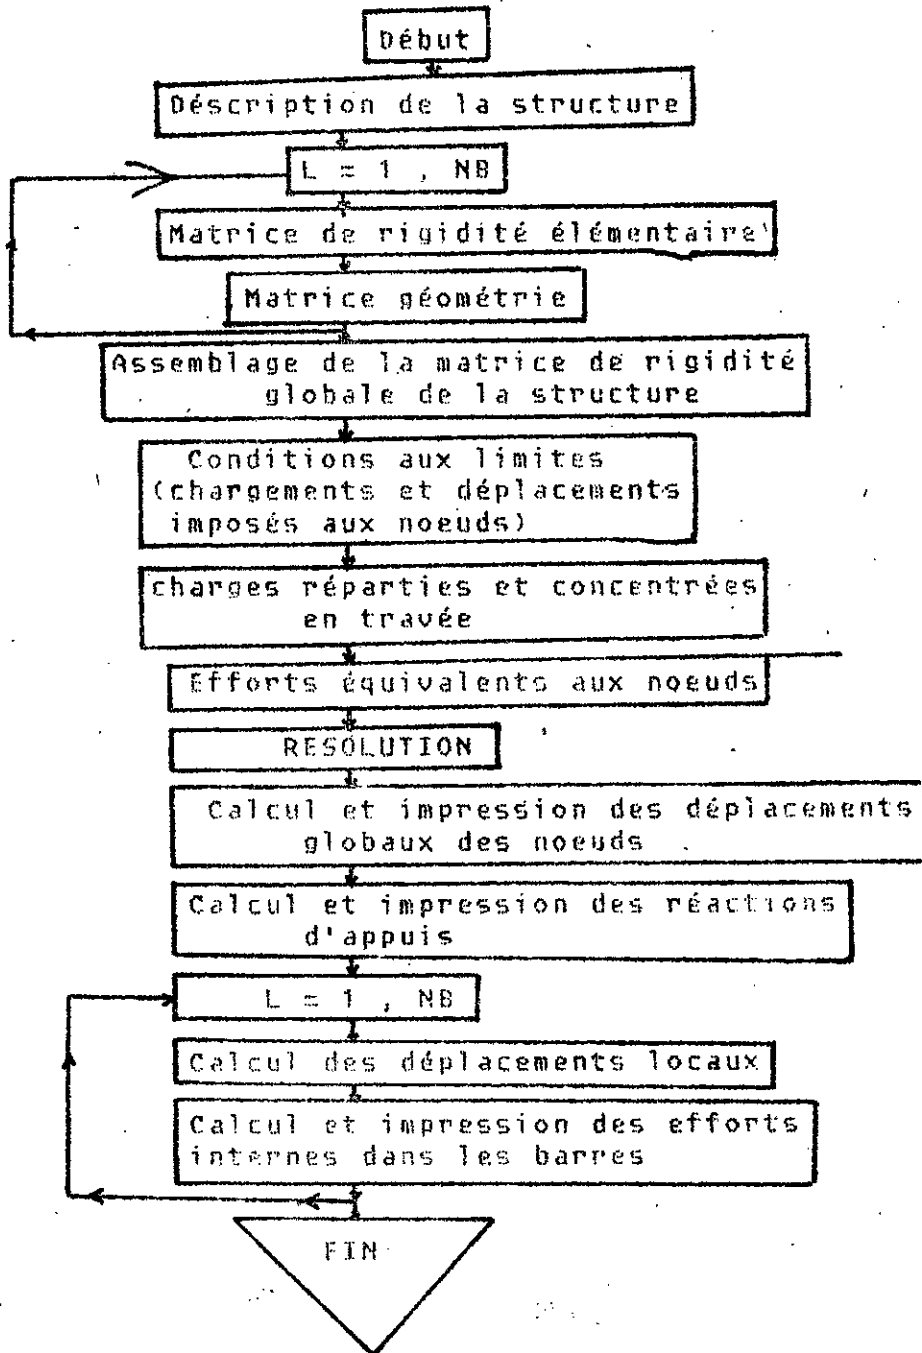 Début
Déscription de la structure
L = 1 , NB
Matrice de rigidité élémentaire
Matrice géométrie
Assemblage de la matrice de rigidité
globale de la structure
Conditions aux limites
(chargements et déplacements
imposés aux noeuds)
charges réparties et concentrées
en travée
Efforts équivalents aux noeuds
RESOLUTION
Calcul et impression des déplacements
globaux des noeuds
Calcul et impression des réactions
d'appuis
L = 1 , NB
Calcul des déplacements locaux
Calcul et impression des efforts
internes dans les barres
FIN